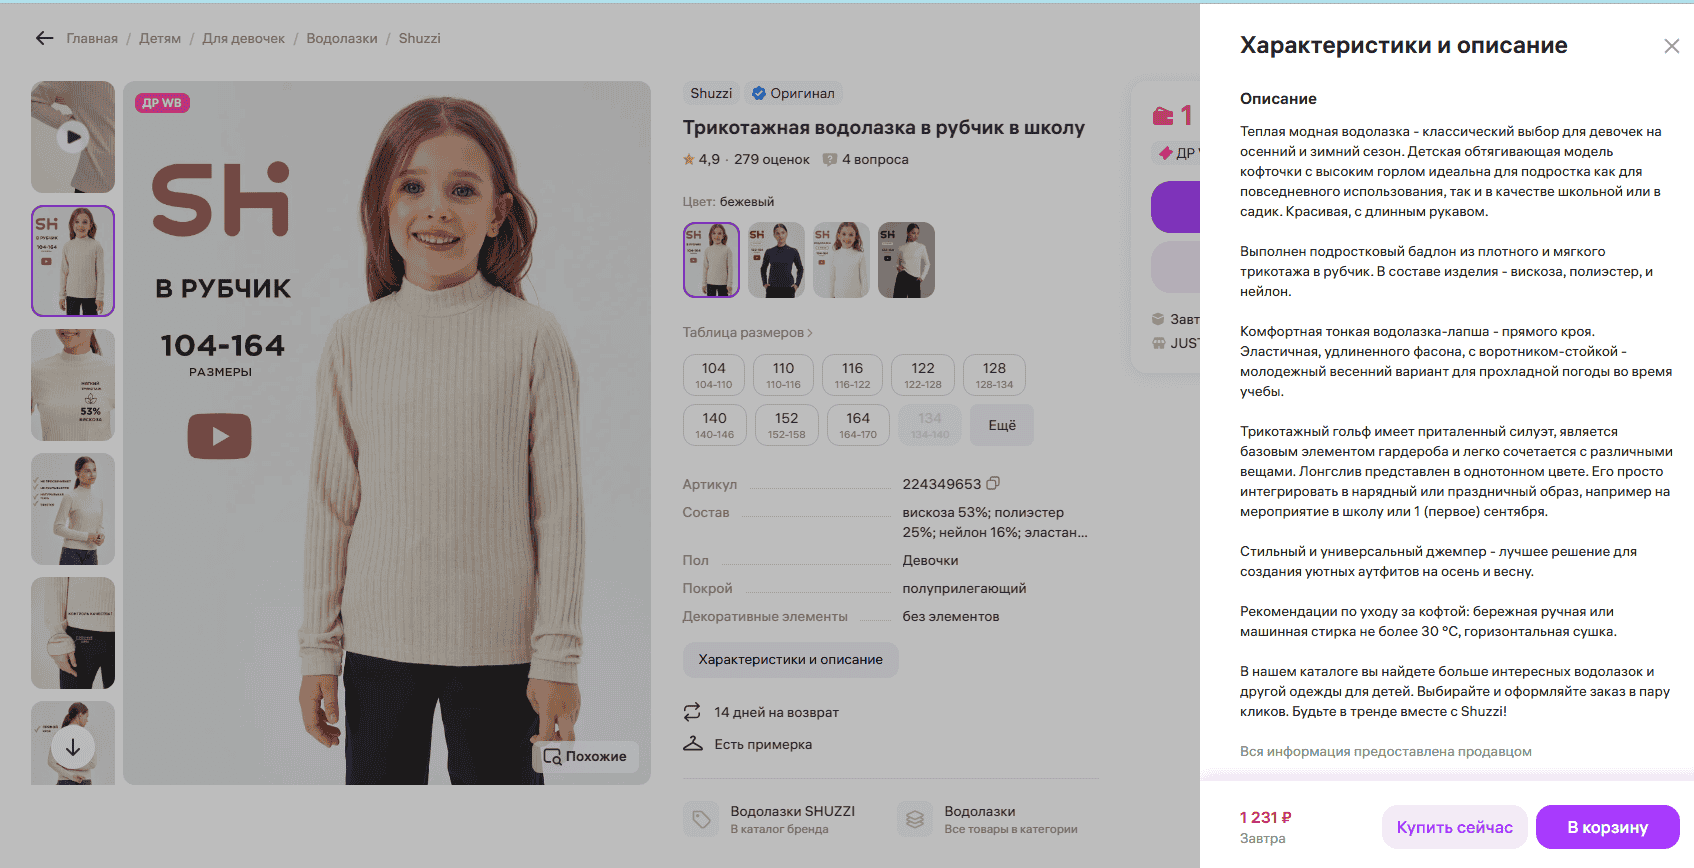 Главная / Детям / Для девочек / Водолазки / Shuzzi
ДР WB
SH
В РУБЧИК
104-164
РАЗМЕРЫ
Похожие
SH
В РУБЧИК
104-164
МЯГКИЙ
53%
Shuzzi
Оригинал
Трикотажная водолазка в рубчик в школу
4,9 · 279 оценок
4 вопроса
Цвет: бежевый
SH
SH
SH
SH
Таблица размеров
104 110 116 122 128
104-110 110-116 116-122 122-128 128-134
140 152 164 134 Ещё
140-146 152-158 164-170 134-140
Артикул 224349653
Состав вискоза 53%; полиэстер
25%; нейлон 16%; эластан...
Пол Девочки
Покрой полуприлегающий
Декоративные элементы без элементов
Характеристики и описание
14 дней на возврат
Есть примерка
Водолазки SHUZZI
В каталог бренда
Водолазки
Все товары в категории
1
ДР
Завт
JUST
Характеристики и описание
Описание
Теплая модная водолазка - классический выбор для девочек на
осенний и зимний сезон. Детская обтягивающая модель
кофточки с высоким горлом идеальна для подростка как для
повседневного использования, так и в качестве школьной или в
садик. Красивая, с длинным рукавом.
Выполнен подростковый бадлон из плотного и мягкого
трикотажа в рубчик. В составе изделия - вискоза, полиэстер, и
нейлон.
Комфортная тонкая водолазка-лапша - прямого кроя.
Эластичная, удлиненного фасона, с воротником-стойкой -
молодежный весенний вариант для прохладной погоды во время
учебы.
Трикотажный гольф имеет приталенный силуэт, является
базовым элементом гардероба и легко сочетается с различными
вещами. Лонгслив представлен в однотонном цвете. Его просто
интегрировать в нарядный или праздничный образ, например на
мероприятие в школу или 1 (первое) сентября.
Стильный и универсальный джемпер - лучшее решение для
создания уютных аутфитов на осень и весну.
Рекомендации по уходу за кофтой: бережная ручная или
машинная стирка не более 30 °C, горизонтальная сушка.
В нашем каталоге вы найдете больше интересных водолазок и
другой одежды для детей. Выбирайте и оформляйте заказ в пару
кликов. Будьте в тренде вместе с Shuzzi!
Вся информация предоставлена продавцом
1 231 ₽
Завтра
Купить сейчас
В корзину